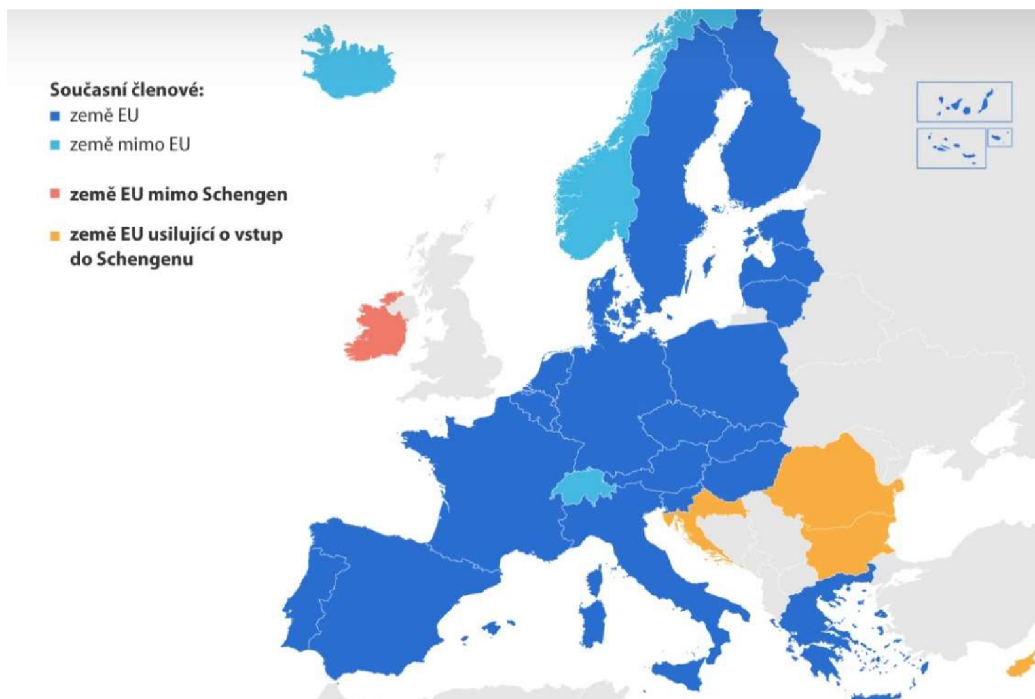 Současní členové:
země EU
země mimo EU
země EU mimo Schengen
země EU usilující o vstup
do Schengenu